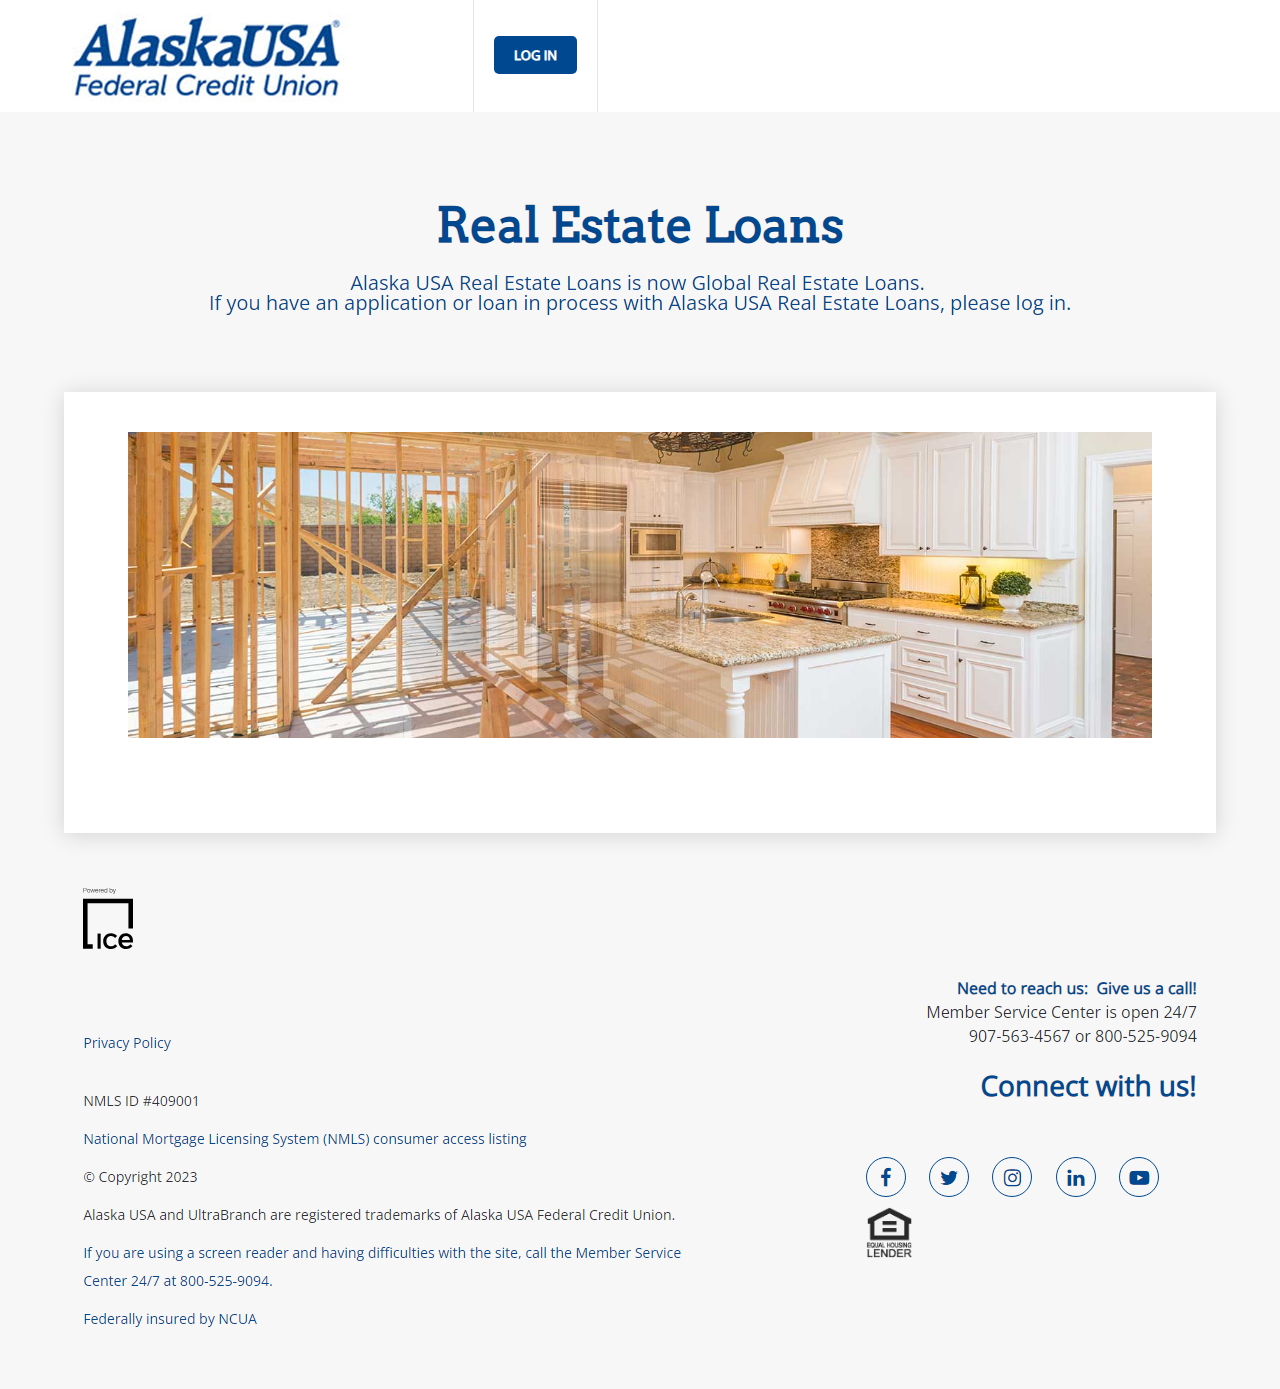 AlaskaUSA®
Federal Credit Union
LOG IN
Real Estate Loans
Alaska USA Real Estate Loans is now Global Real Estate Loans.
If you have an application or loan in process with Alaska USA Real Estate Loans, please log in.
Powered by
ice
Need to reach us:  Give us a call!
Member Service Center is open 24/7
907-563-4567 or 800-525-9094
Privacy Policy
Connect with us!
NMLS ID #409001
National Mortgage Licensing System (NMLS) consumer access listing
© Copyright 2023
Alaska USA and UltraBranch are registered trademarks of Alaska USA Federal Credit Union.
EQUAL HOUSING
LENDER
If you are using a screen reader and having difficulties with the site, call the Member Service
Center 24/7 at 800-525-9094.
Federally insured by NCUA